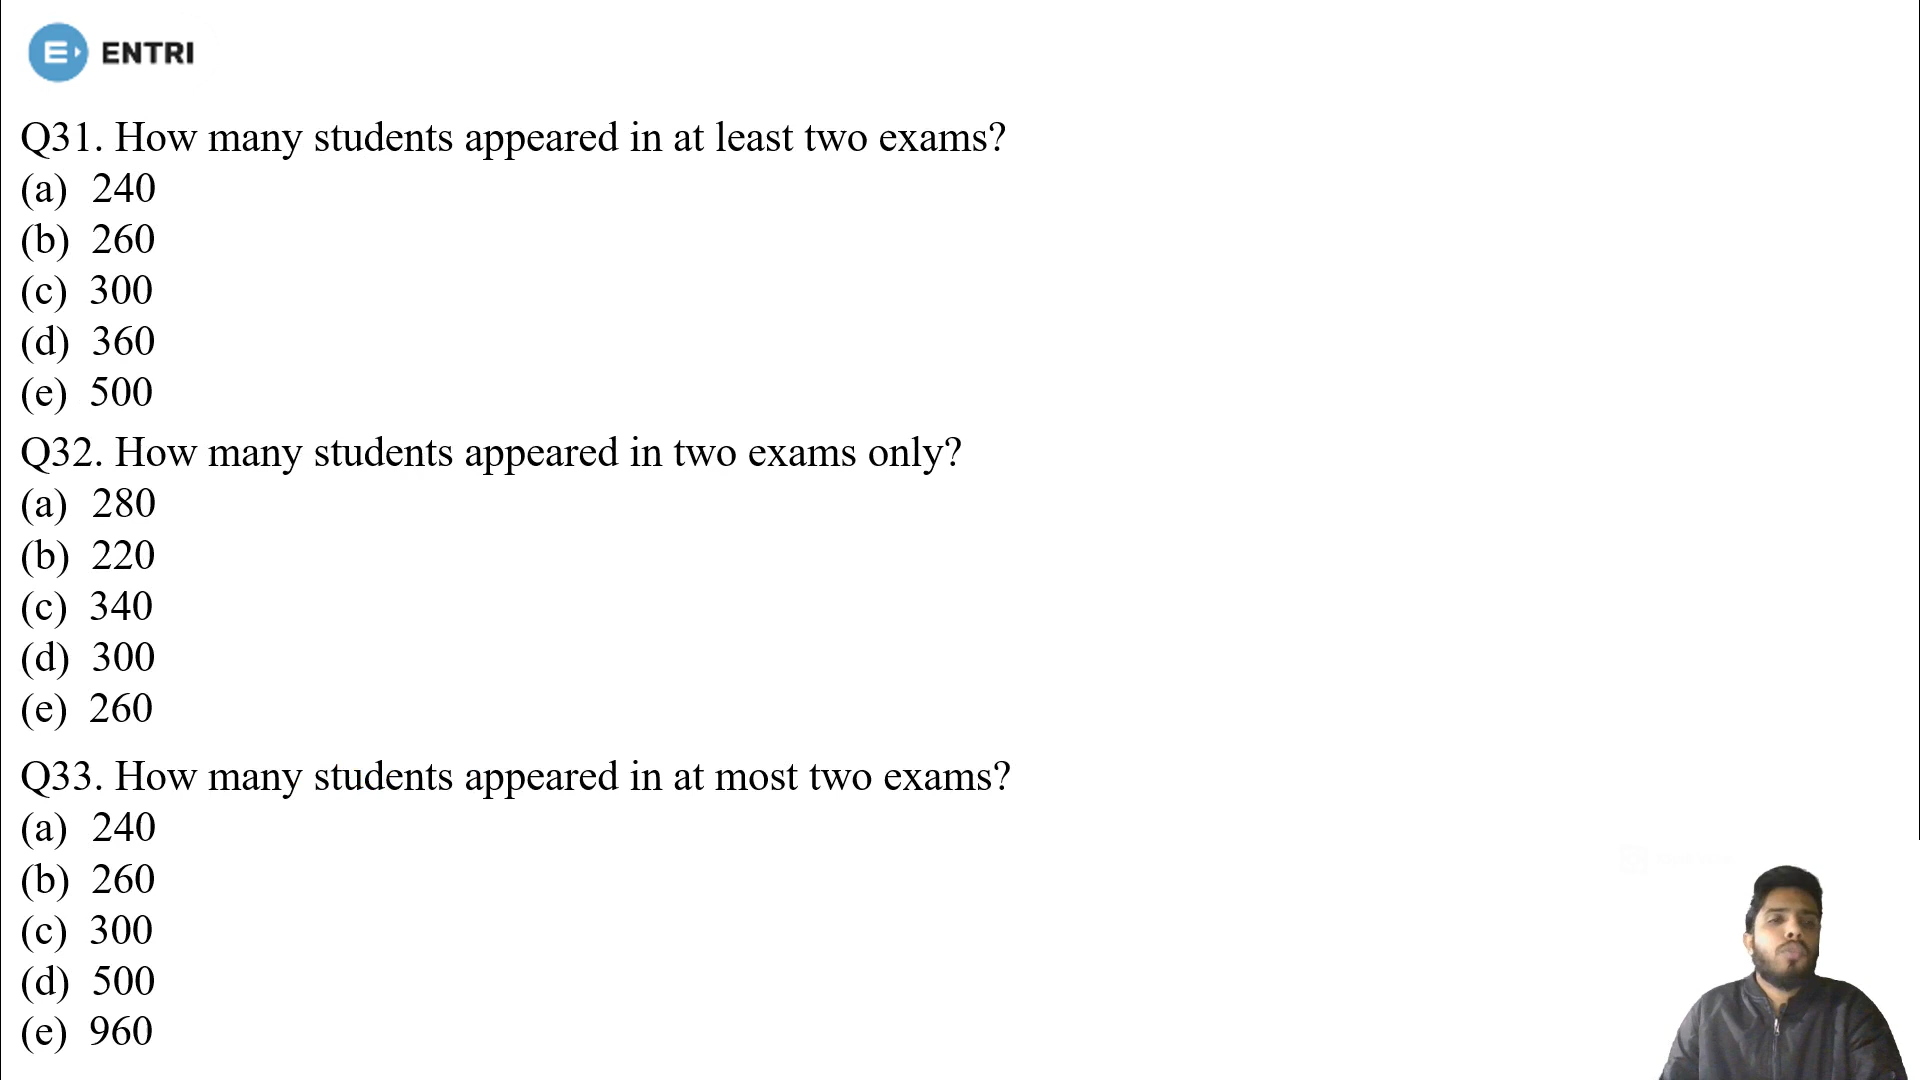 ENTRI
Q31. How many students appeared in at least two exams?
(a) 240
(b) 260
(c) 300
(d) 360
(e) 500
Q32. How many students appeared in two exams only?
(a) 280
(b) 220
(c) 340
(d) 300
(e) 260
Q33. How many students appeared in at most two exams?
(a) 240
(b) 260
(c) 300
(d) 500
(e) 960